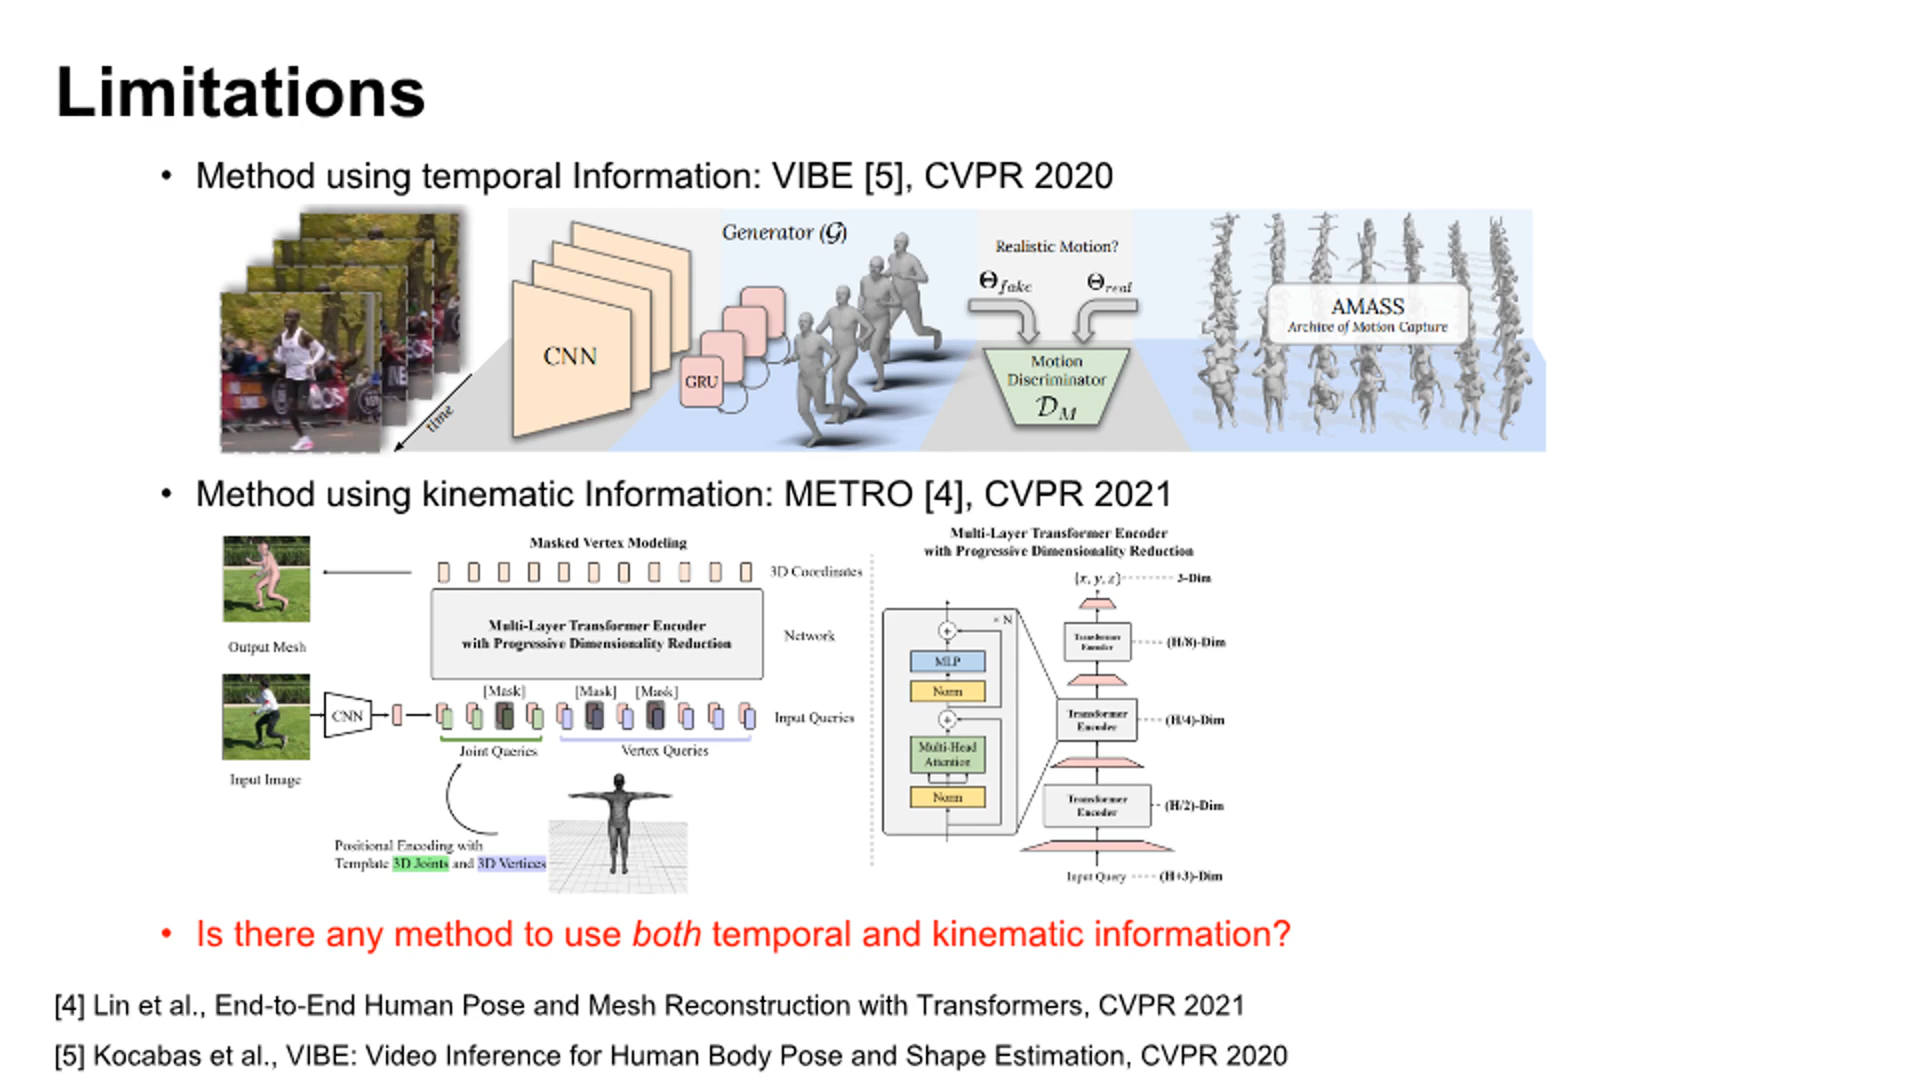 Limitations
• Method using temporal Information: VIBE [5], CVPR 2020
time
CNN
GRU
Generator (𝒢)
Realistic Motion?
Θfake
Θreal
Motion
Discriminator
𝒟M
AMASS
Archive of Motion Capture
• Method using kinematic Information: METRO [4], CVPR 2021
Masked Vertex Modeling
3D Coordinates
Multi-Layer Transformer Encoder
with Progressive Dimensionality Reduction
Network
Output Mesh
CNN
[Mask] [Mask] [Mask]
Input Queries
Joint Queries
Vertex Queries
Input Image
Positional Encoding with
Template 3D Joints and 3D Vertices
Multi-Layer Transformer Encoder
with Progressive Dimensionality Reduction
× N
MLP
Norm
Multi-Head
Attention
Norm
(x, y, z) 3-Dim
Transformer
Encoder
(H/8)-Dim
Transformer
Encoder
(H/4)-Dim
Transformer
Encoder
(H/2)-Dim
Input Query (H+3)-Dim
• Is there any method to use both temporal and kinematic information?
[4] Lin et al., End-to-End Human Pose and Mesh Reconstruction with Transformers, CVPR 2021
[5] Kocabas et al., VIBE: Video Inference for Human Body Pose and Shape Estimation, CVPR 2020